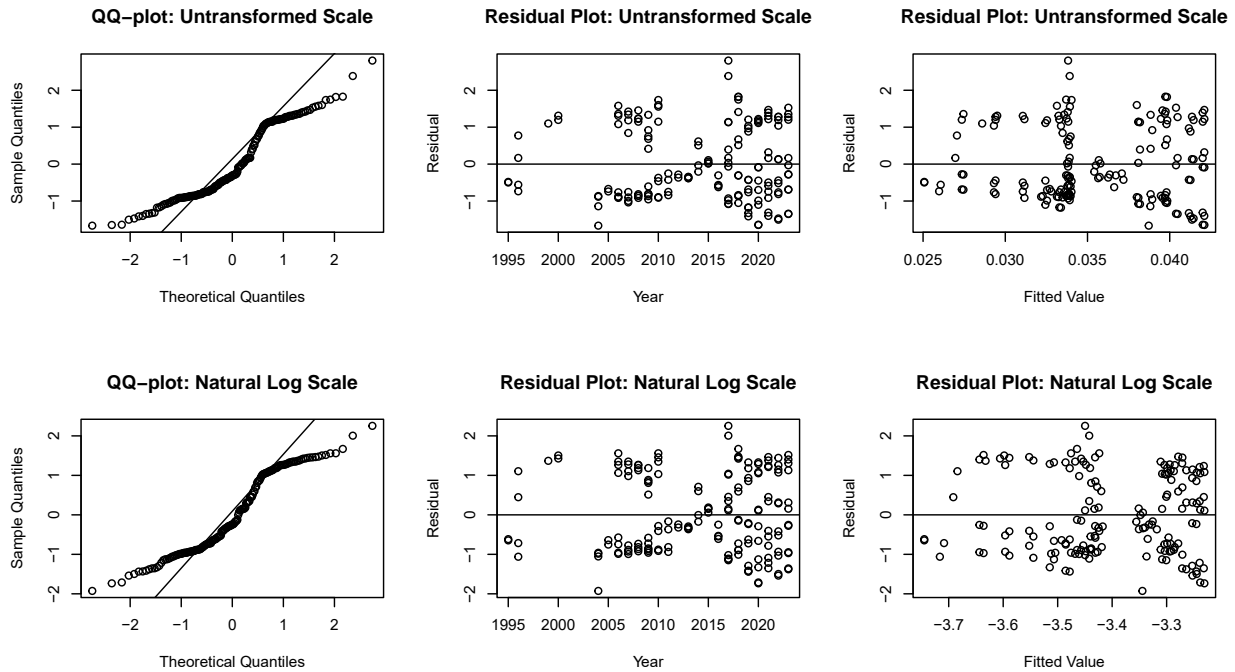 QQ−plot: Untransformed Scale
Sample Quantiles
2
1
0
−1
−2 −1 0 1 2
Theoretical Quantiles
Residual Plot: Untransformed Scale
Residual
2
1
0
−1
1995 2000 2005 2010 2015 2020
Year
Residual Plot: Untransformed Scale
Residual
2
1
0
−1
0.025 0.030 0.035 0.040
Fitted Value
QQ−plot: Natural Log Scale
Sample Quantiles
2
1
0
−1
−2
−2 −1 0 1 2
Theoretical Quantiles
Residual Plot: Natural Log Scale
Residual
2
1
0
−1
−2
1995 2000 2005 2010 2015 2020
Year
Residual Plot: Natural Log Scale
Residual
2
1
0
−1
−2
−3.7 −3.6 −3.5 −3.4 −3.3
Fitted Value